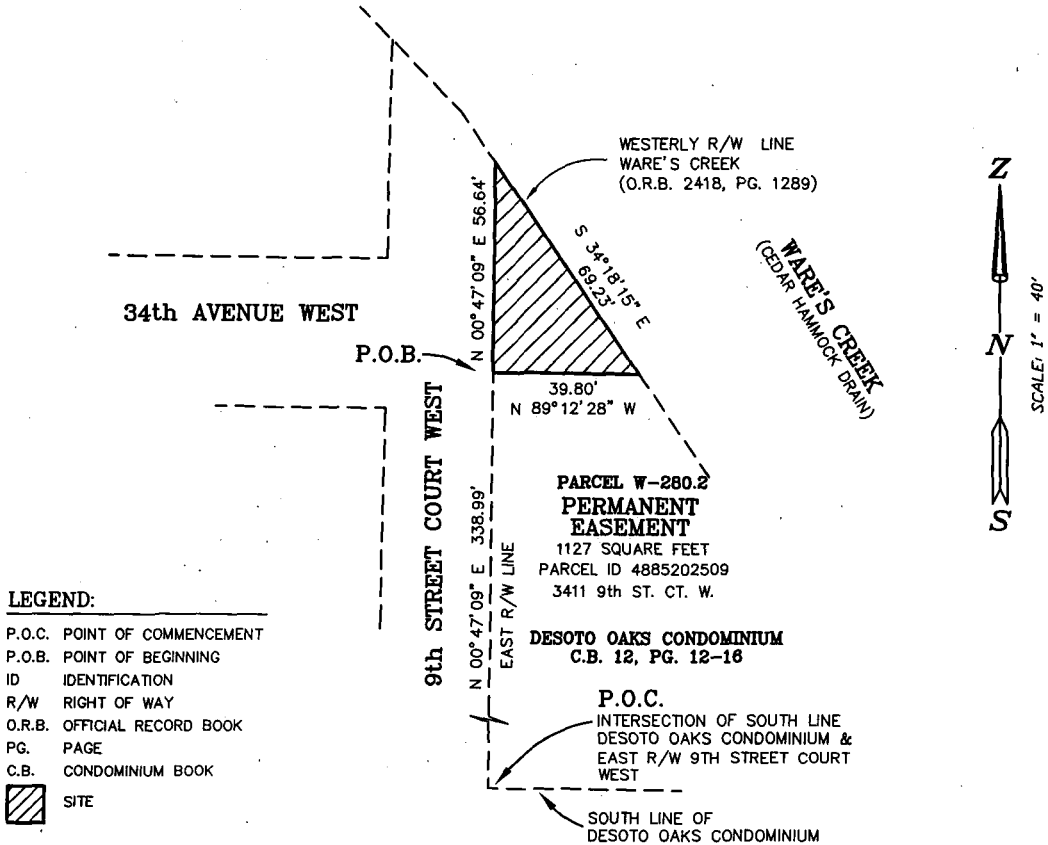 WESTERLY R/W LINE
WARE'S CREEK
(O.R.B. 2418, PG. 1289)
N 00°47'09" E 56.64'
S 34°18'15" E
69.23'
WARE'S CREEK
(CEDAR HAMMOCK DRAIN)
Z
N
S
SCALE: 1" = 40'
34th AVENUE WEST
P.O.B.
39.80'
N 89°12'28" W
9th STREET COURT WEST
N 00°47'09" E 338.99'
EAST R/W LINE
PARCEL W-280.2
PERMANENT
EASEMENT
1127 SQUARE FEET
PARCEL ID 4885202509
3411 9th ST. CT. W.
DESOTO OAKS CONDOMINIUM
C.B. 12, PG. 12-16
P.O.C.
INTERSECTION OF SOUTH LINE
DESOTO OAKS CONDOMINIUM &
EAST R/W 9TH STREET COURT
WEST
SOUTH LINE OF
DESOTO OAKS CONDOMINIUM
LEGEND:
P.O.C. POINT OF COMMENCEMENT
P.O.B. POINT OF BEGINNING
ID IDENTIFICATION
R/W RIGHT OF WAY
O.R.B. OFFICIAL RECORD BOOK
PG. PAGE
C.B. CONDOMINIUM BOOK
SITE